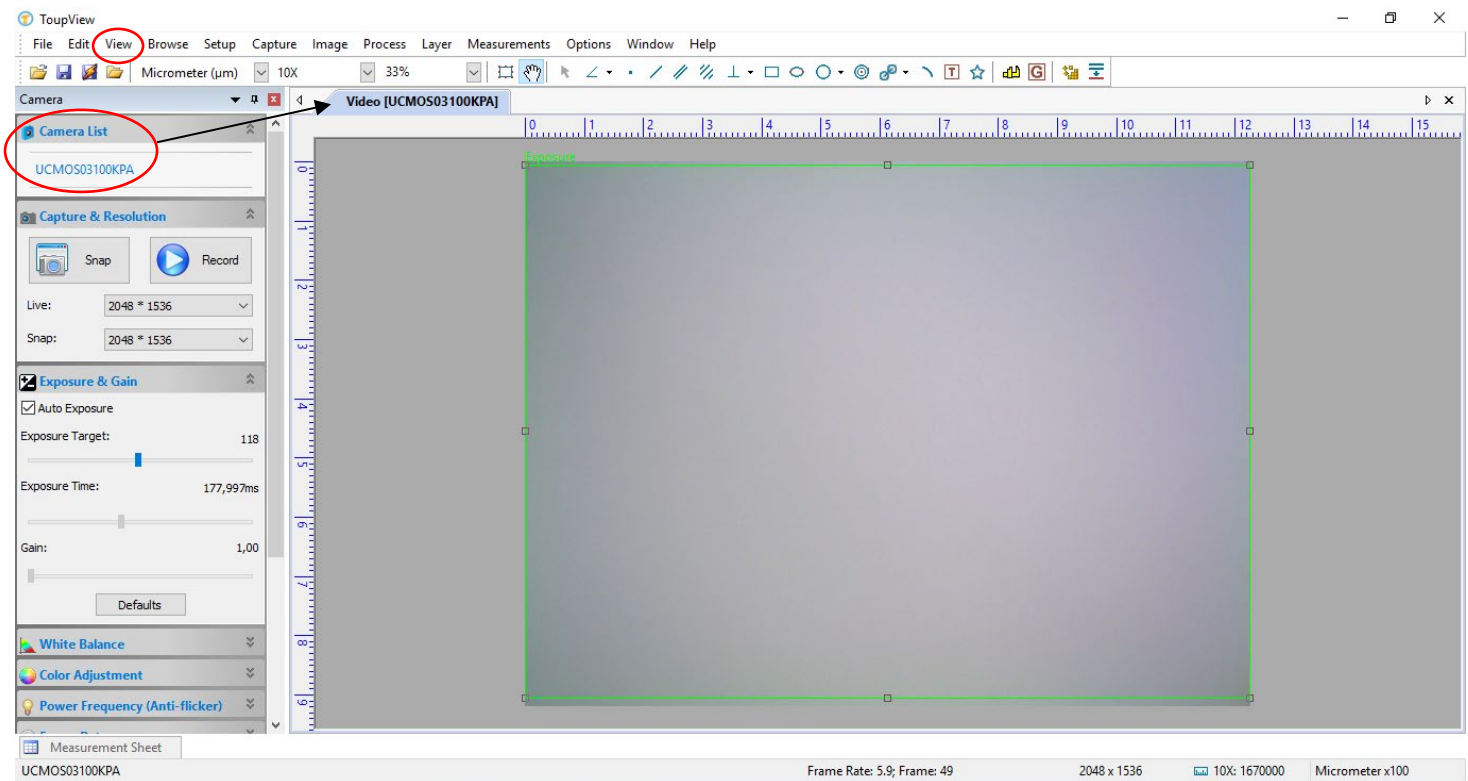 ToupView
File Edit View Browse Setup Capture Image Process Layer Measurements Options Window Help
Micrometer (µm) 10X 33% T G
Camera
Video [UCMOS03100KPA]
Camera List
UCMOS03100KPA
0 1 2 3 4 5 6 7 8 9 10 11 12 13 14 15
Exposure
0 1 2 3 4 5 6 7 8 9
Capture & Resolution
Snap Record
Live: 2048 * 1536
Snap: 2048 * 1536
Exposure & Gain
Auto Exposure
Exposure Target: 118
Exposure Time: 177,997ms
Gain: 1,00
Defaults
White Balance
Color Adjustment
Power Frequency (Anti-flicker)
Measurement Sheet
UCMOS03100KPA Frame Rate: 5.9; Frame: 49 2048 x 1536 10X: 1670000 Micrometer x100